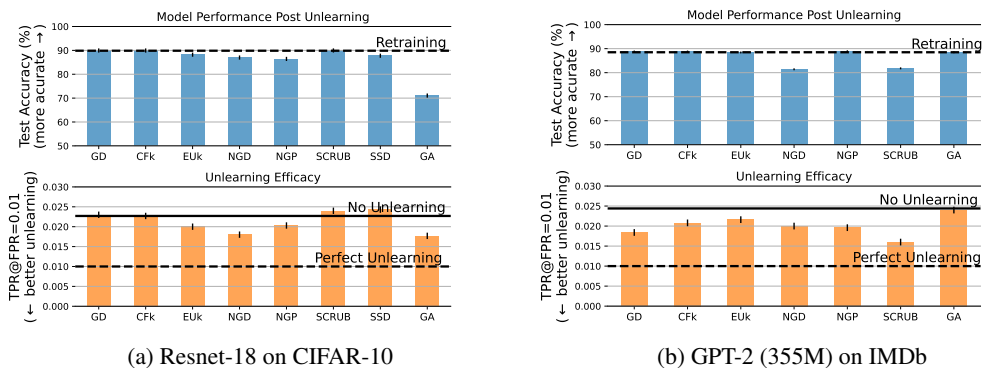 Model Performance Post Unlearning
Test Accuracy (%)
(more acurate →)
100
90
80
70
60
50
Retraining
GD CFk EUk NGD NGP SCRUB SSD GA
Unlearning Efficacy
TPR@FPR=0.01
(← better unlearning)
0.030
0.025
0.020
0.015
0.010
0.005
0.000
No Unlearning
Perfect Unlearning
GD CFk EUk NGD NGP SCRUB SSD GA
(a) Resnet-18 on CIFAR-10
Model Performance Post Unlearning
Test Accuracy (%)
(more acurate →)
100
90
80
70
60
50
Retraining
GD CFk EUk NGD NGP SCRUB GA
Unlearning Efficacy
TPR@FPR=0.01
(← better unlearning)
0.030
0.025
0.020
0.015
0.010
0.005
0.000
No Unlearning
Perfect Unlearning
GD CFk EUk NGD NGP SCRUB GA
(b) GPT-2 (355M) on IMDb